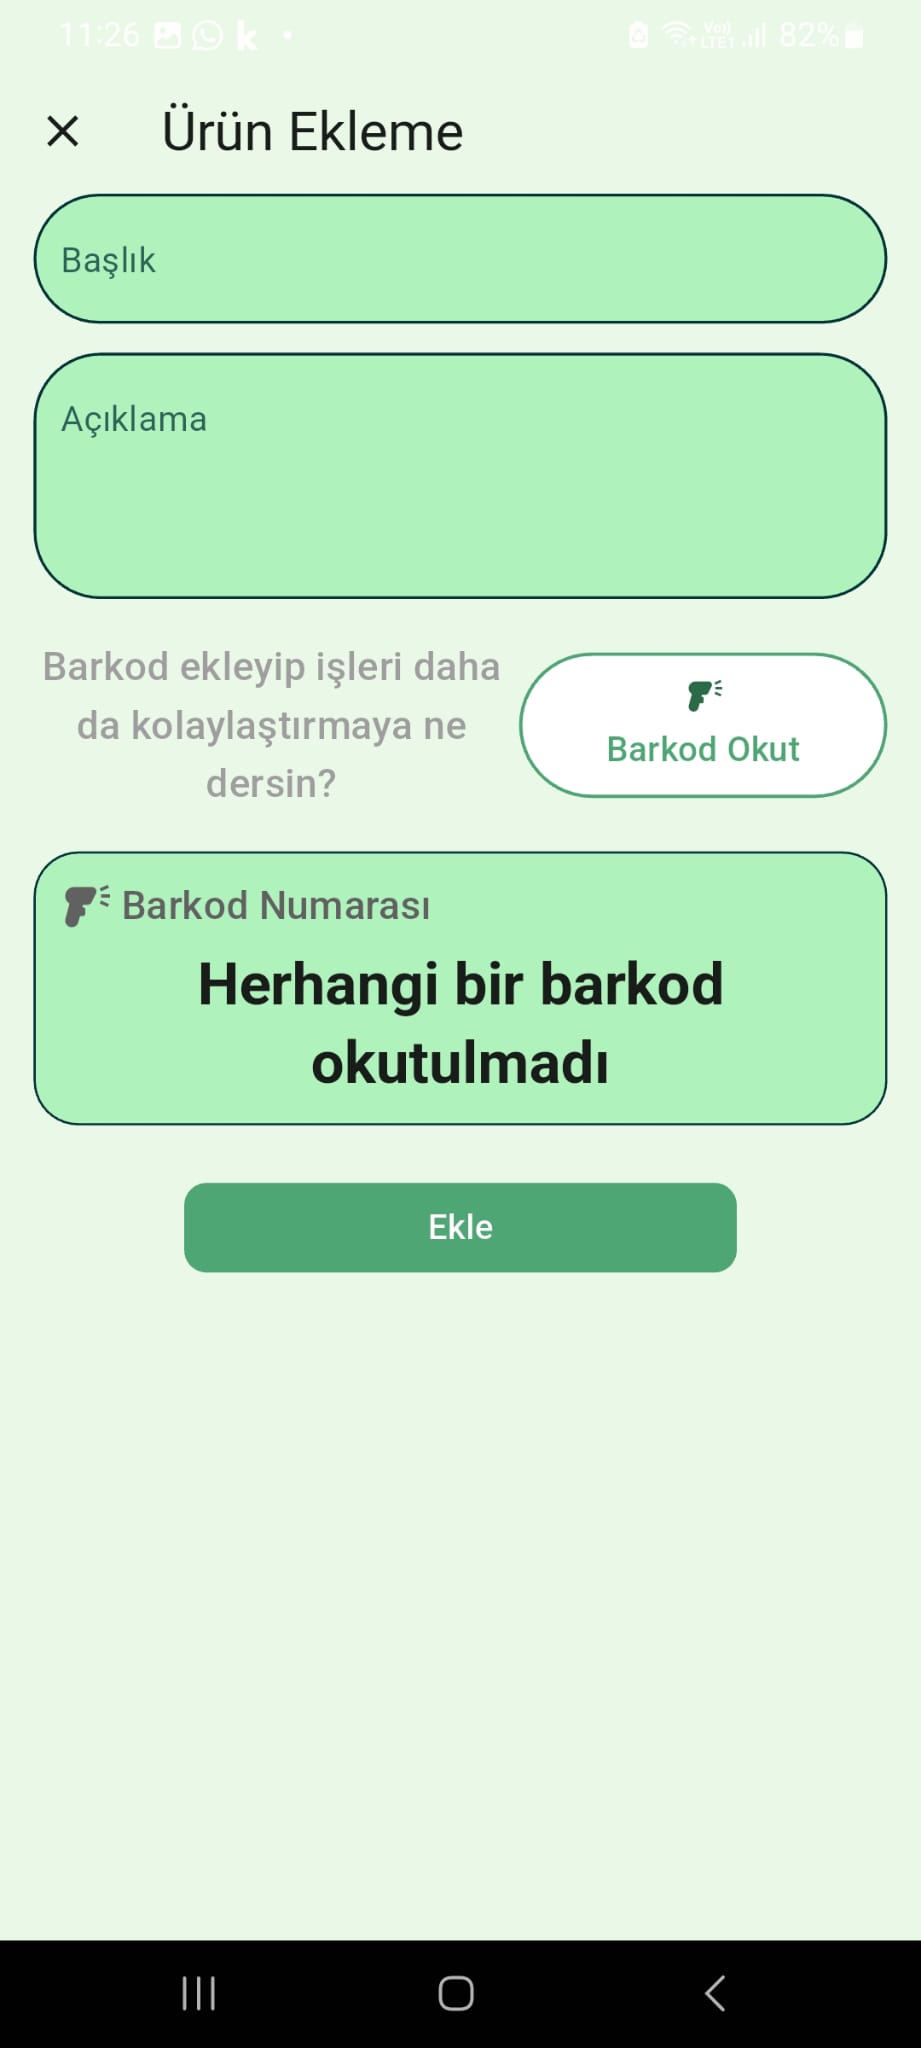 11:26 k • Vo)) LTE1 82%
Ürün Ekleme
Başlık
Açıklama
Barkod ekleyip işleri daha
da kolaylaştırmaya ne
dersin?
Barkod Okut
Barkod Numarası
Herhangi bir barkod
okutulmadı
Ekle